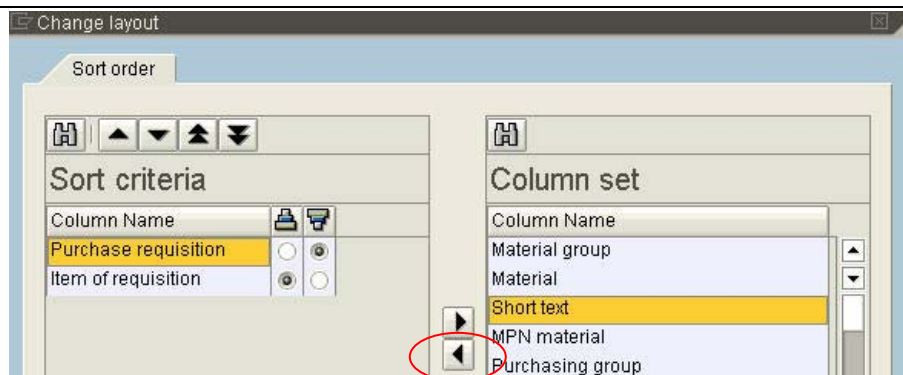 Change layout
Sort order
Sort criteria
Column Name
Purchase requisition
Item of requisition
Column set
Column Name
Material group
Material
Short text
MPN material
Purchasing group